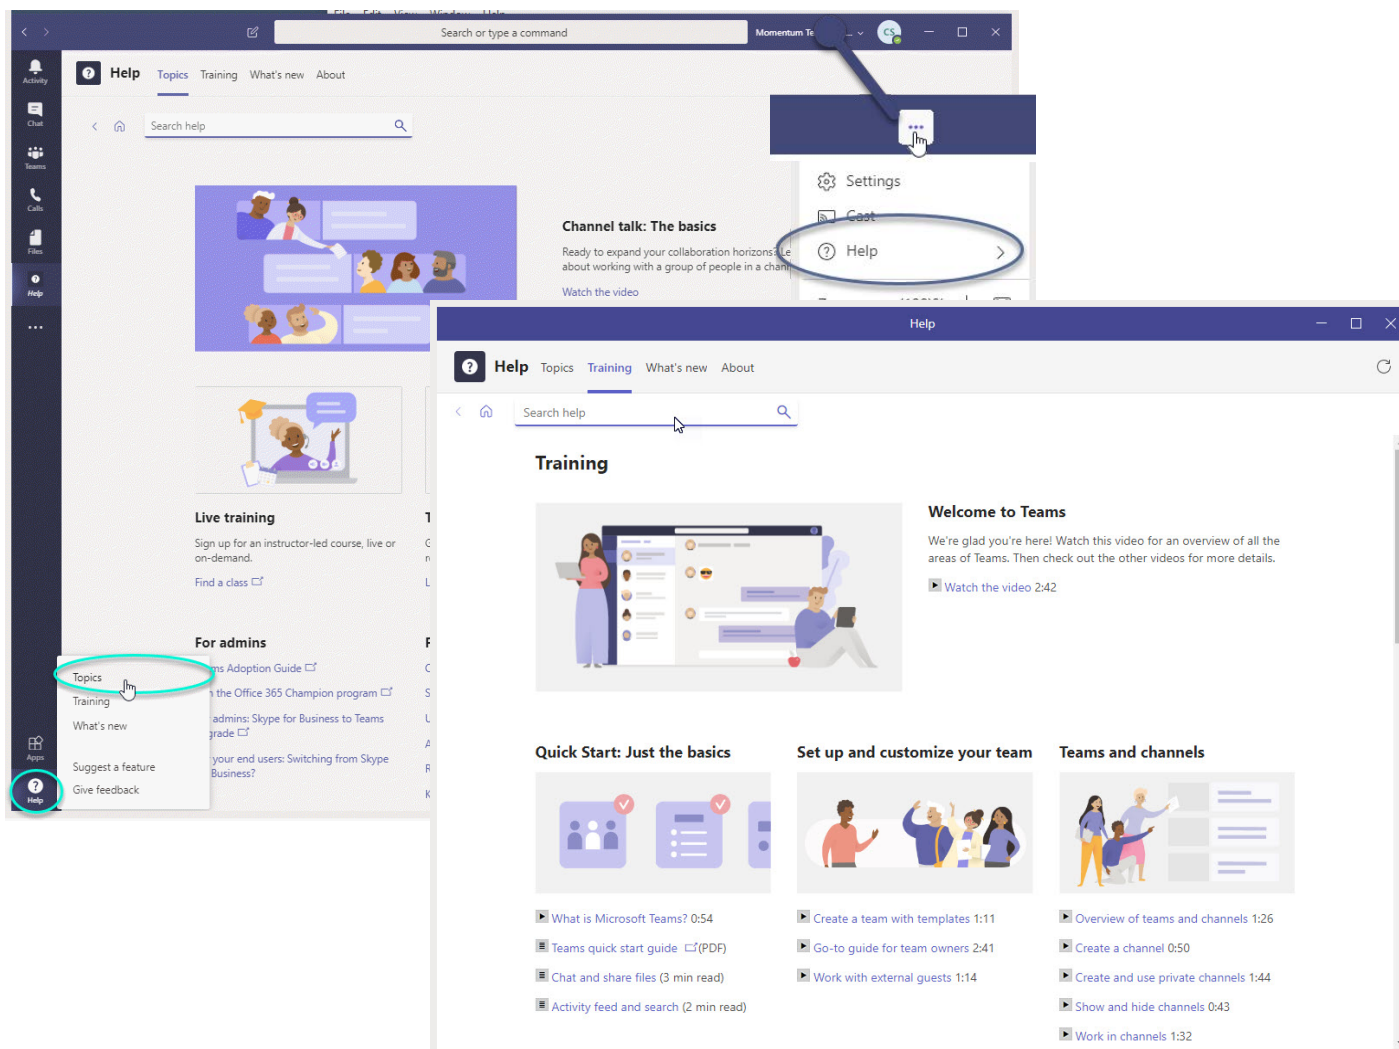 File Edit View Window Help
Search or type a command
Momentum Te
CS
Activity
Chat
Teams
Calls
Files
Help
Help Topics Training What's new About
Search help
Channel talk: The basics
Ready to expand your collaboration horizons? Le
about working with a group of people in a chann
Watch the video
Settings
Cast
Help
Live training
Sign up for an instructor-led course, live or
on-demand.
Find a class
For admins
ms Adoption Guide
the Office 365 Champion program
admins: Skype for Business to Teams
grade
your end users: Switching from Skype
Business?
Topics
Training
What's new
Suggest a feature
Give feedback
Apps
Help
Help
Help Topics Training What's new About
Search help
Training
Welcome to Teams
We're glad you're here! Watch this video for an overview of all the
areas of Teams. Then check out the other videos for more details.
Watch the video 2:42
Quick Start: Just the basics
What is Microsoft Teams? 0:54
Teams quick start guide (PDF)
Chat and share files (3 min read)
Activity feed and search (2 min read)
Set up and customize your team
Create a team with templates 1:11
Go-to guide for team owners 2:41
Work with external guests 1:14
Teams and channels
Overview of teams and channels 1:26
Create a channel 0:50
Create and use private channels 1:44
Show and hide channels 0:43
Work in channels 1:32